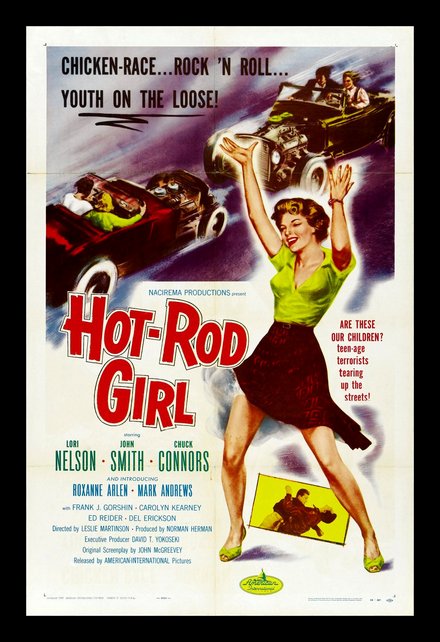 CHICKEN-RACE...ROCK 'N ROLL...
YOUTH ON THE LOOSE!
NACIREMA PRODUCTIONS present
HOT-ROD
GIRL
ARE THESE
OUR CHILDREN?
teen-age
terrorists
tearing
up the
streets!
starring
LORI NELSON · JOHN SMITH · CHUCK CONNORS
AND INTRODUCING
ROXANNE ARLEN · MARK ANDREWS
with FRANK J. GORSHIN · CAROLYN KEARNEY
ED REIDER · DEL ERICKSON
Directed by LESLIE MARTINSON · Produced by NORMAN HERMAN
Executive Producer DAVID T. YOKOSEKI
Original Screenplay by JOHN McGREEVEY
Released by AMERICAN-INTERNATIONAL Pictures
American
International